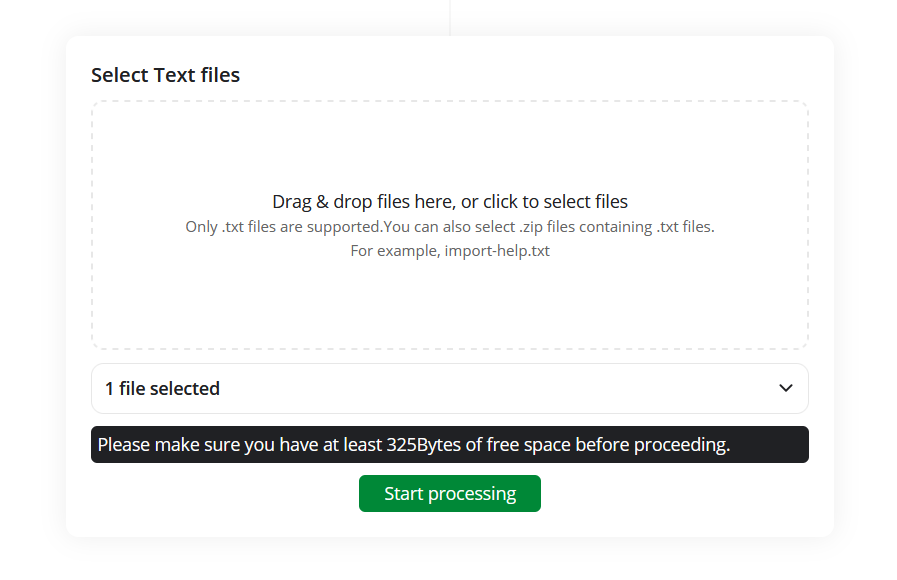 Select Text files
Drag & drop files here, or click to select files
Only .txt files are supported.You can also select .zip files containing .txt files.
For example, import-help.txt
1 file selected
Please make sure you have at least 325Bytes of free space before proceeding.
Start processing